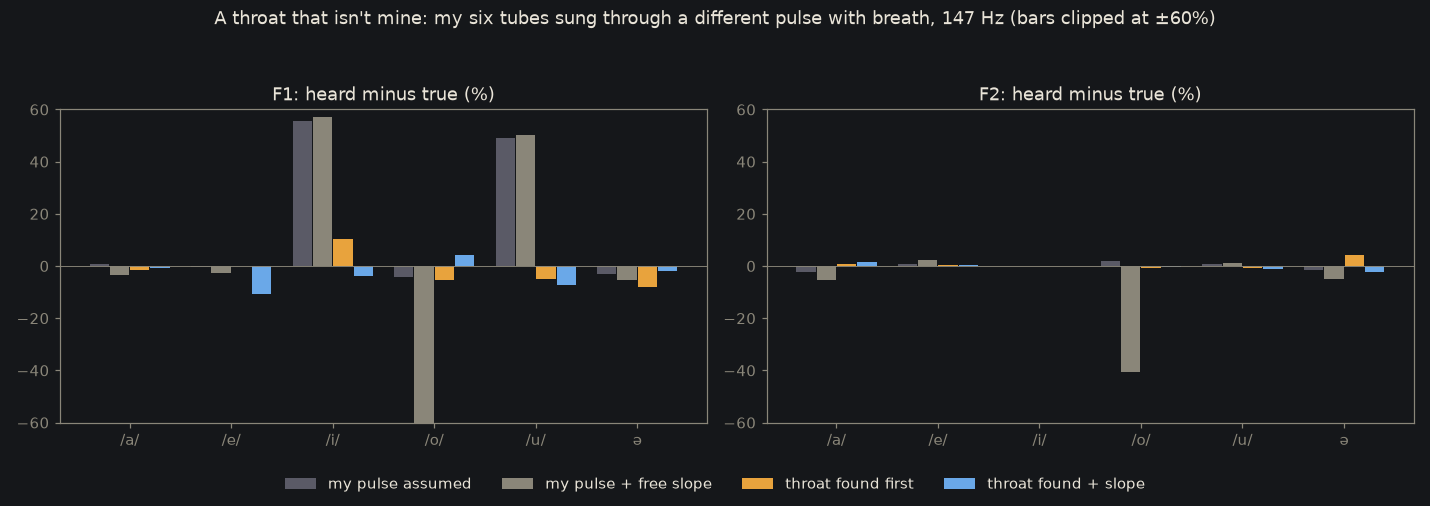 A throat that isn't mine: my six tubes sung through a different pulse with breath, 147 Hz (bars clipped at ±60%)
F1: heard minus true (%)
60
40
20
0
−20
−40
−60
/a/
/e/
/i/
/o/
/u/
ə
F2: heard minus true (%)
60
40
20
0
−20
−40
−60
/a/
/e/
/i/
/o/
/u/
ə
my pulse assumed
my pulse + free slope
throat found first
throat found + slope